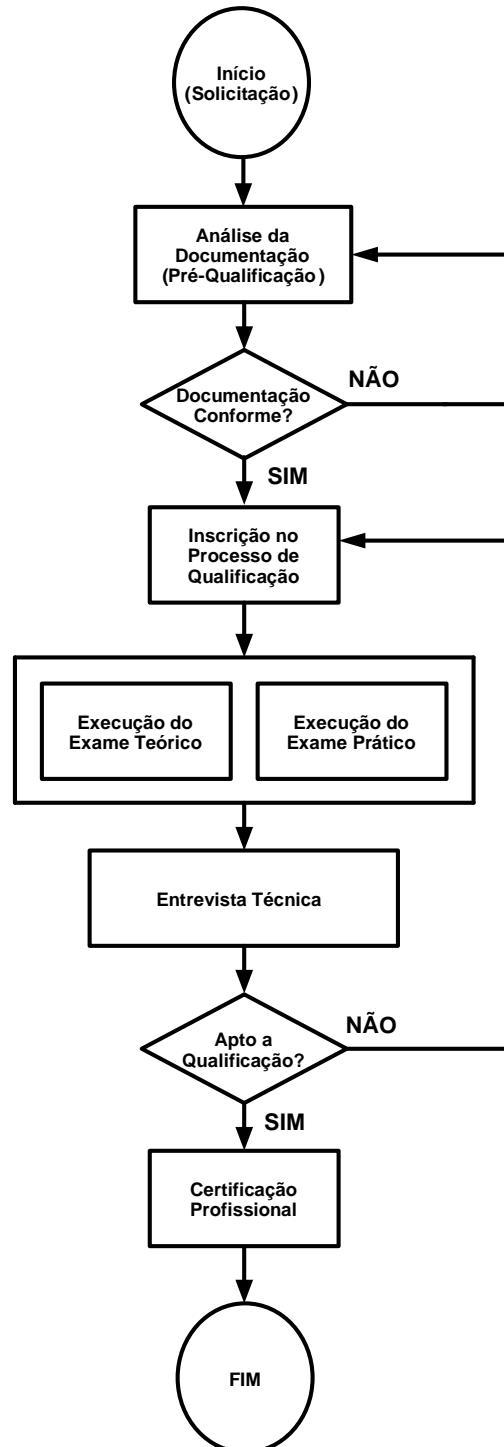 Início
(Solicitação)
Análise da
Documentação
(Pré-Qualificação)
NÃO
Documentação
Conforme?
SIM
Inscrição no
Processo de
Qualificação
Execução do
Exame Teórico
Execução do
Exame Prático
Entrevista Técnica
NÃO
Apto a
Qualificação?
SIM
Certificação
Profissional
FIM